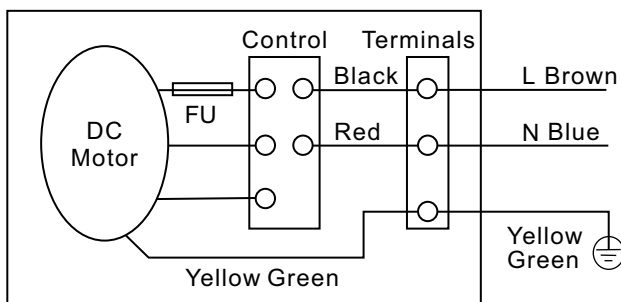 Control
Terminals
Black
L Brown
FU
DC
Motor
Red
N Blue
Yellow
Green
Yellow Green